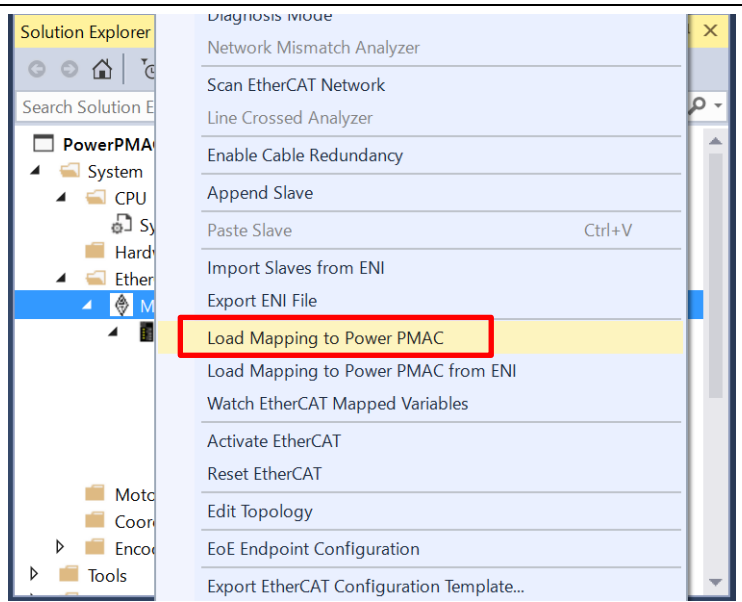 Solution Explorer
Search Solution E
PowerPMA
System
CPU
Sy
Hardw
Ether
M
Moto
Coor
Enco
Tools
Diagnosis Mode
Network Mismatch Analyzer
Scan EtherCAT Network
Line Crossed Analyzer
Enable Cable Redundancy
Append Slave
Paste Slave Ctrl+V
Import Slaves from ENI
Export ENI File
Load Mapping to Power PMAC
Load Mapping to Power PMAC from ENI
Watch EtherCAT Mapped Variables
Activate EtherCAT
Reset EtherCAT
Edit Topology
EoE Endpoint Configuration
Export EtherCAT Configuration Template...